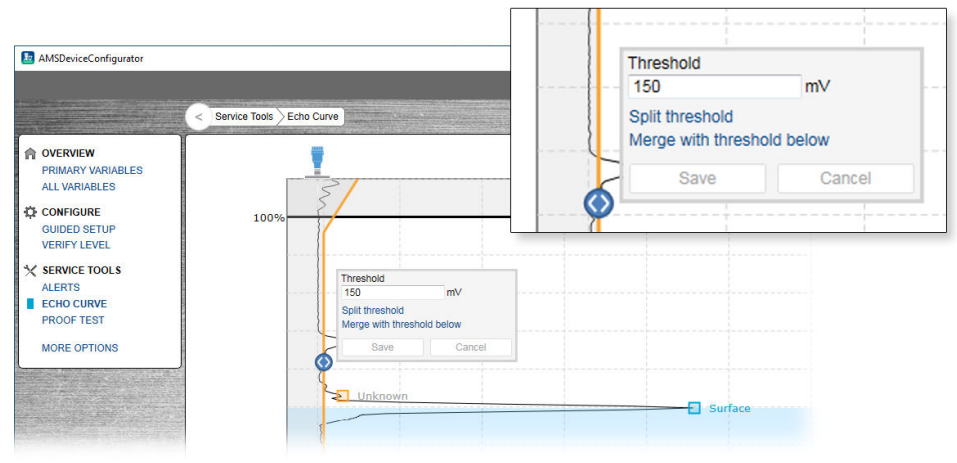 AMSDeviceConfigurator
< Service Tools Echo Curve
OVERVIEW
PRIMARY VARIABLES
ALL VARIABLES
CONFIGURE
GUIDED SETUP
VERIFY LEVEL
SERVICE TOOLS
ALERTS
ECHO CURVE
PROOF TEST
MORE OPTIONS
100%
Threshold
150 mV
Split threshold
Merge with threshold below
Save Cancel
Unknown
Surface
Threshold
150 mV
Split threshold
Merge with threshold below
Save Cancel